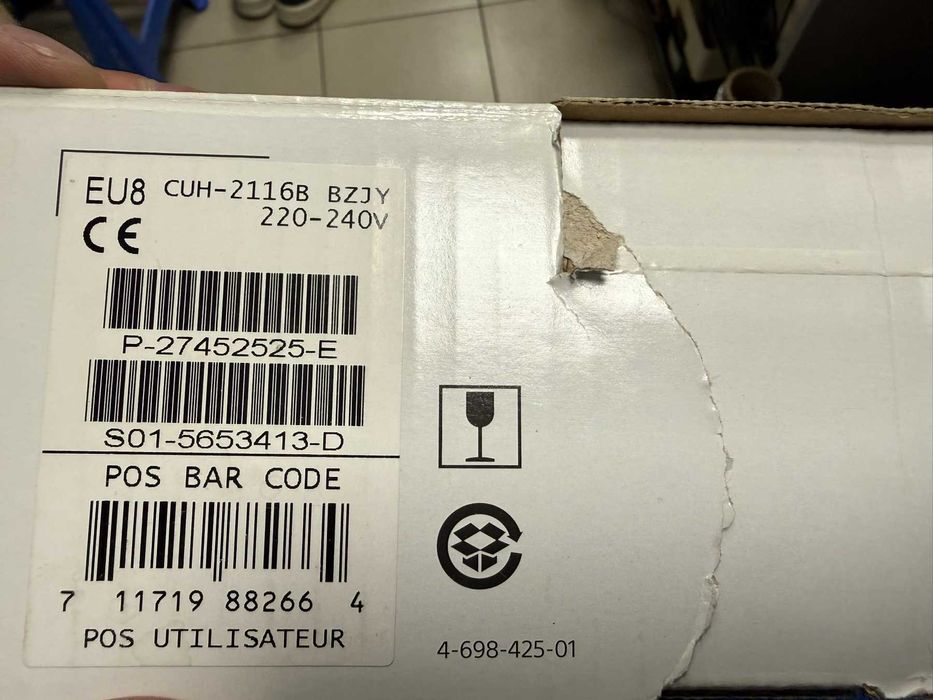 EU8 CUH-2116B BZJY
220-240V
CE
P-27452525-E
S01-5653413-D
POS BAR CODE
7 11719 88266 4
POS UTILISATEUR
4-698-425-01